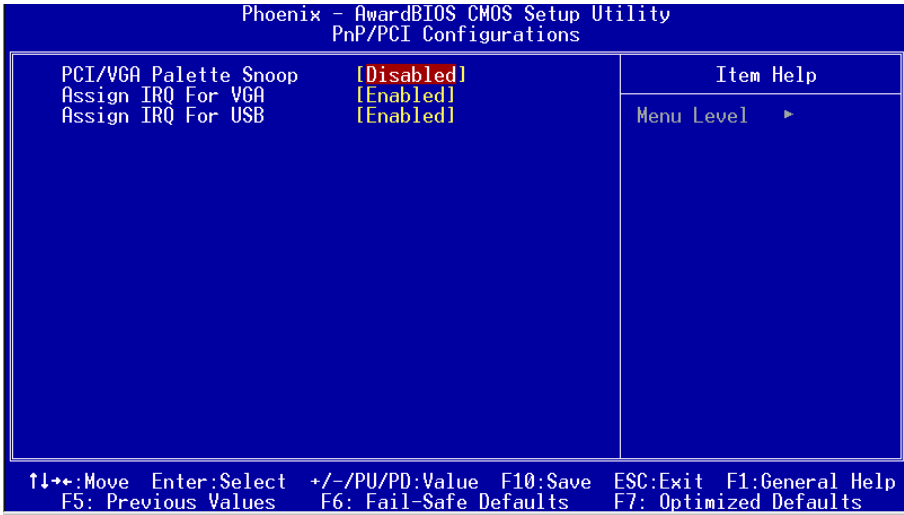 Phoenix - AwardBIOS CMOS Setup Utility
PnP/PCI Configurations
PCI/VGA Palette Snoop [Disabled]
Assign IRQ For VGA [Enabled]
Assign IRQ For USB [Enabled]
Item Help
Menu Level ►
↑↓→←:Move Enter:Select +/-/PU/PD:Value F10:Save ESC:Exit F1:General Help
F5: Previous Values F6: Fail-Safe Defaults F7: Optimized Defaults